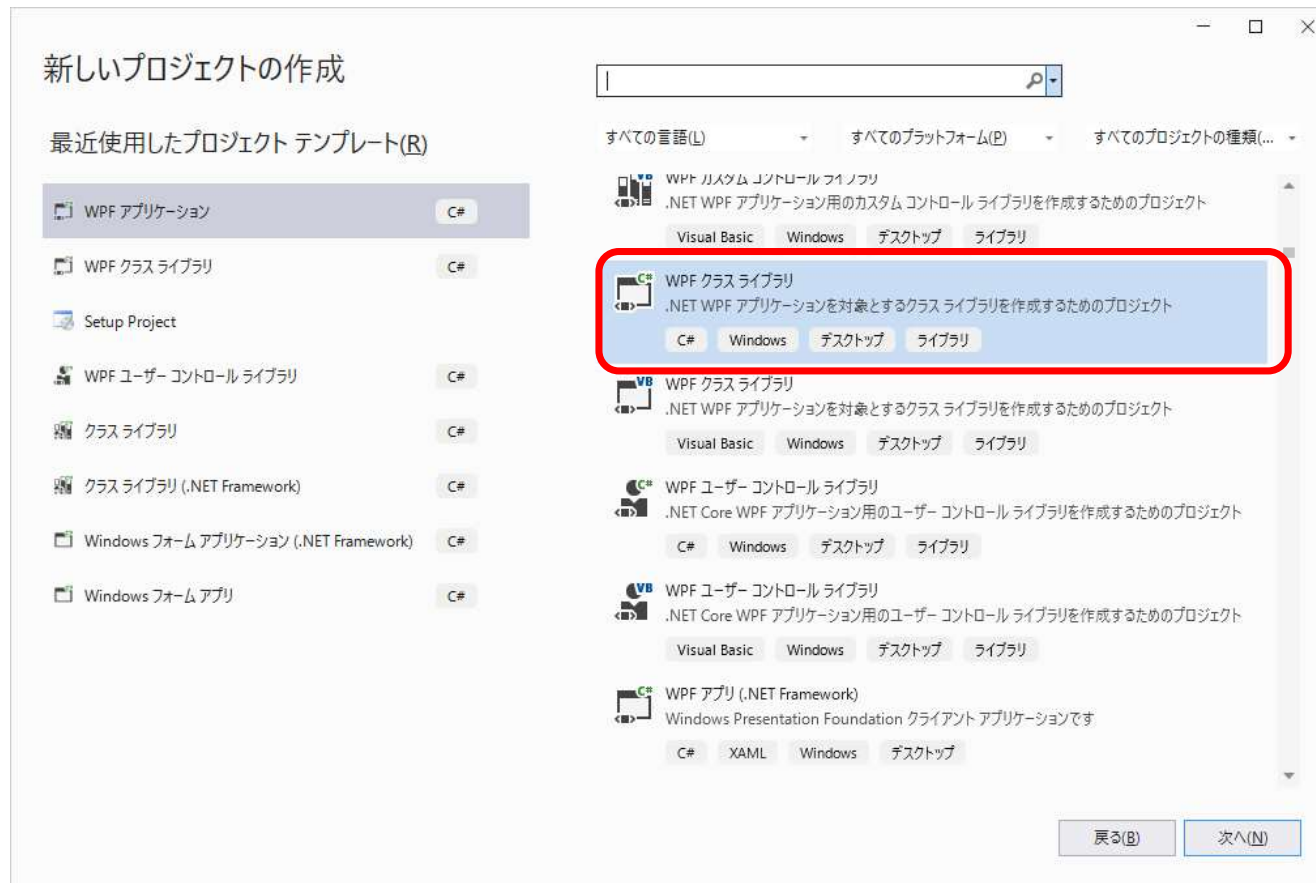 新しいプロジェクトの作成
最近使用したプロジェクト テンプレート(R)
WPF アプリケーション C#
WPF クラス ライブラリ C#
Setup Project
WPF ユーザー コントロール ライブラリ C#
クラス ライブラリ C#
クラス ライブラリ (.NET Framework) C#
Windows フォーム アプリケーション (.NET Framework) C#
Windows フォーム アプリ C#
すべての言語(L) すべてのプラットフォーム(P) すべてのプロジェクトの種類(...
WPF カスタム コントロール ライブラリ
.NET WPF アプリケーション用のカスタム コントロール ライブラリを作成するためのプロジェクト
Visual Basic Windows デスクトップ ライブラリ
WPF クラス ライブラリ
.NET WPF アプリケーションを対象とするクラス ライブラリを作成するためのプロジェクト
C# Windows デスクトップ ライブラリ
WPF クラス ライブラリ
.NET WPF アプリケーションを対象とするクラス ライブラリを作成するためのプロジェクト
Visual Basic Windows デスクトップ ライブラリ
WPF ユーザー コントロール ライブラリ
.NET Core WPF アプリケーション用のユーザー コントロール ライブラリを作成するためのプロジェクト
C# Windows デスクトップ ライブラリ
WPF ユーザー コントロール ライブラリ
.NET Core WPF アプリケーション用のユーザー コントロール ライブラリを作成するためのプロジェクト
Visual Basic Windows デスクトップ ライブラリ
WPF アプリ (.NET Framework)
Windows Presentation Foundation クライアント アプリケーションです
C# XAML Windows デスクトップ
戻る(B) 次へ(N)